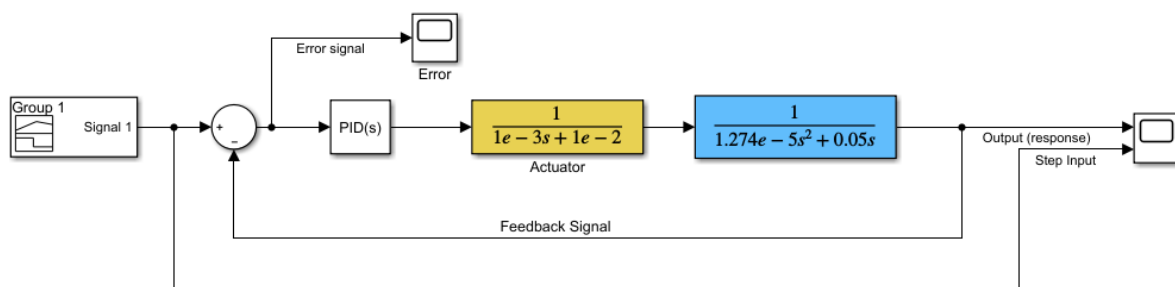 Error signal
Error
Group 1
Signal 1
+
−
PID(s)
1
1e − 3s + 1e − 2
Actuator
1
1.274e − 5s² + 0.05s
Output (response)
Step Input
Feedback Signal